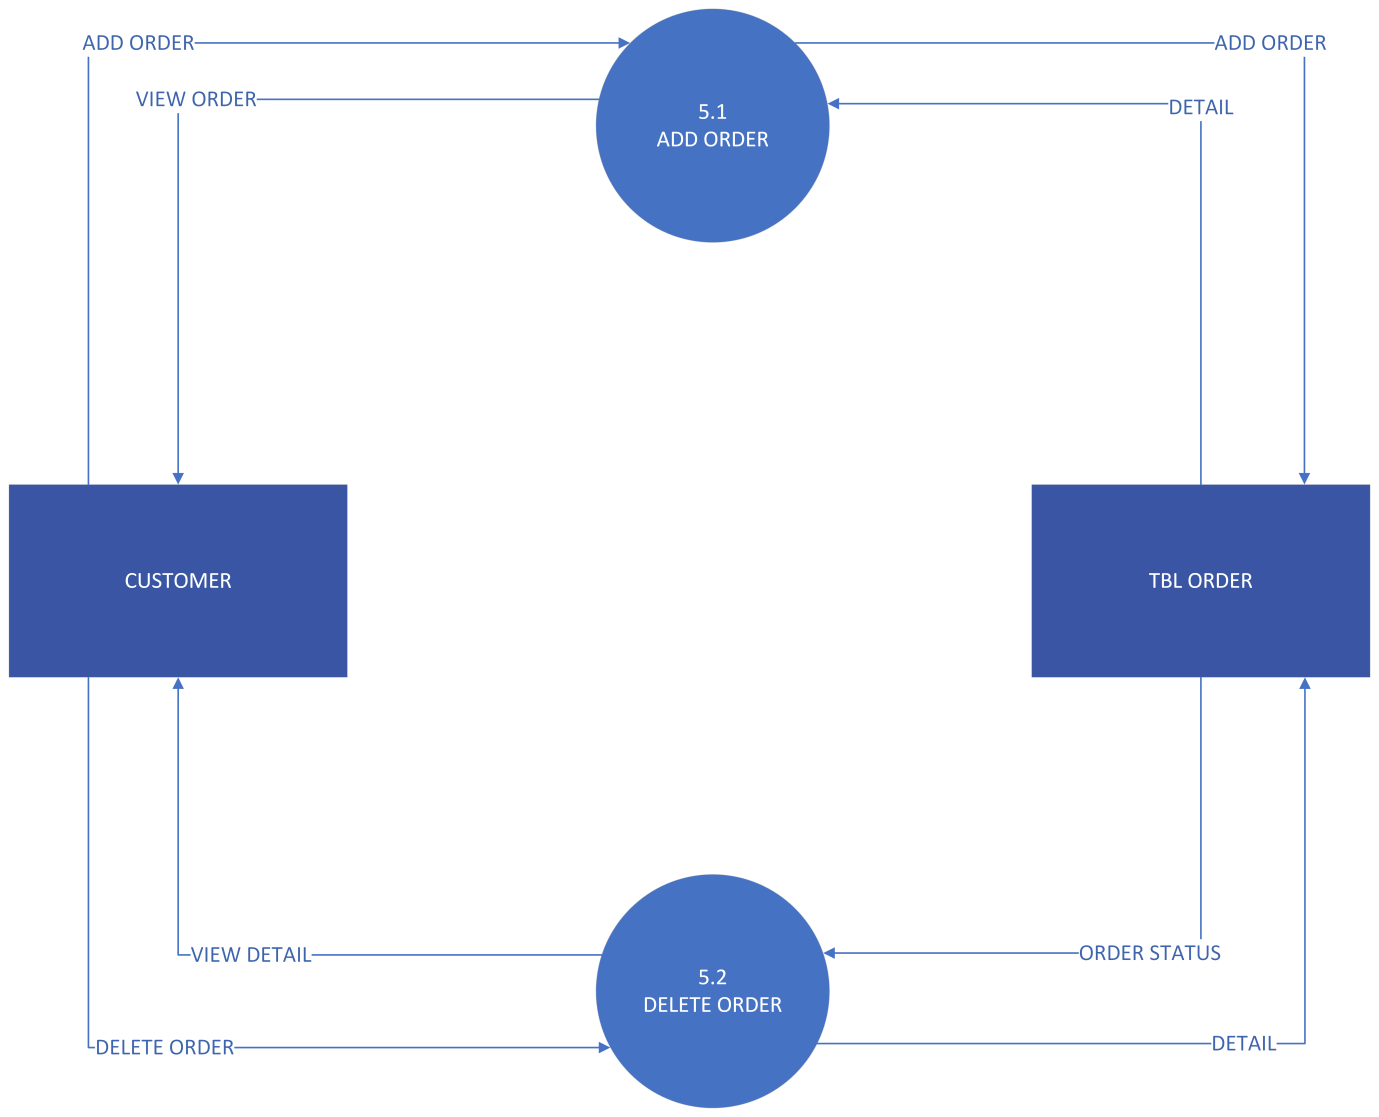 ADD ORDER
ADD ORDER
VIEW ORDER
DETAIL
5.1
ADD ORDER
CUSTOMER
TBL ORDER
VIEW DETAIL
ORDER STATUS
5.2
DELETE ORDER
DELETE ORDER
DETAIL